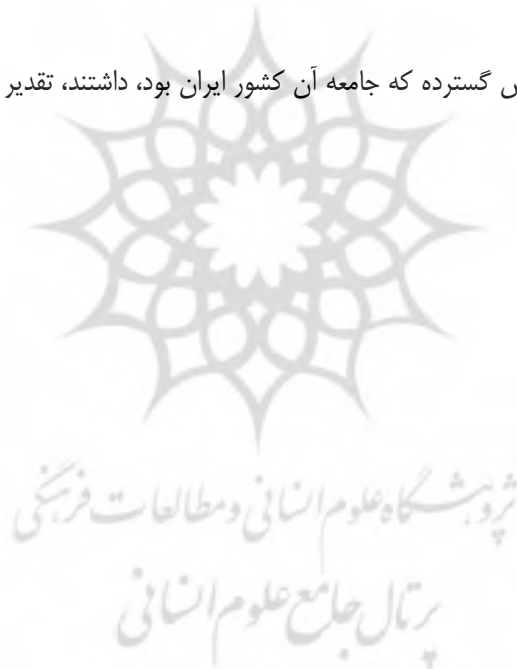 گسترده که جامعه آن کشور ایران بود، داشتند، تقدیر
پژوهشگاه علوم انسانی و مطالعات فرهنگی
پرتال جامع علوم انسانی